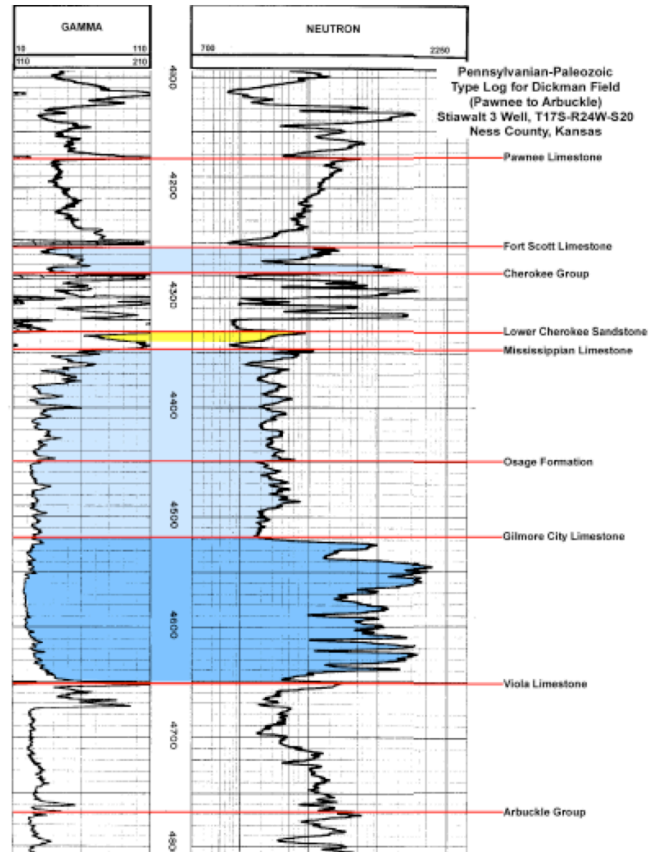 GAMMA
NEUTRON
10 110
110 210
700 2250
Pennsylvanian-Paleozoic
Type Log for Dickman Field
(Pawnee to Arbuckle)
Stiawalt 3 Well, T17S-R24W-S20
Ness County, Kansas
Pawnee Limestone
4200
Fort Scott Limestone
Cherokee Group
4300
Lower Cherokee Sandstone
Mississippian Limestone
4400
Osage Formation
4500
Gilmore City Limestone
4600
Viola Limestone
4700
Arbuckle Group